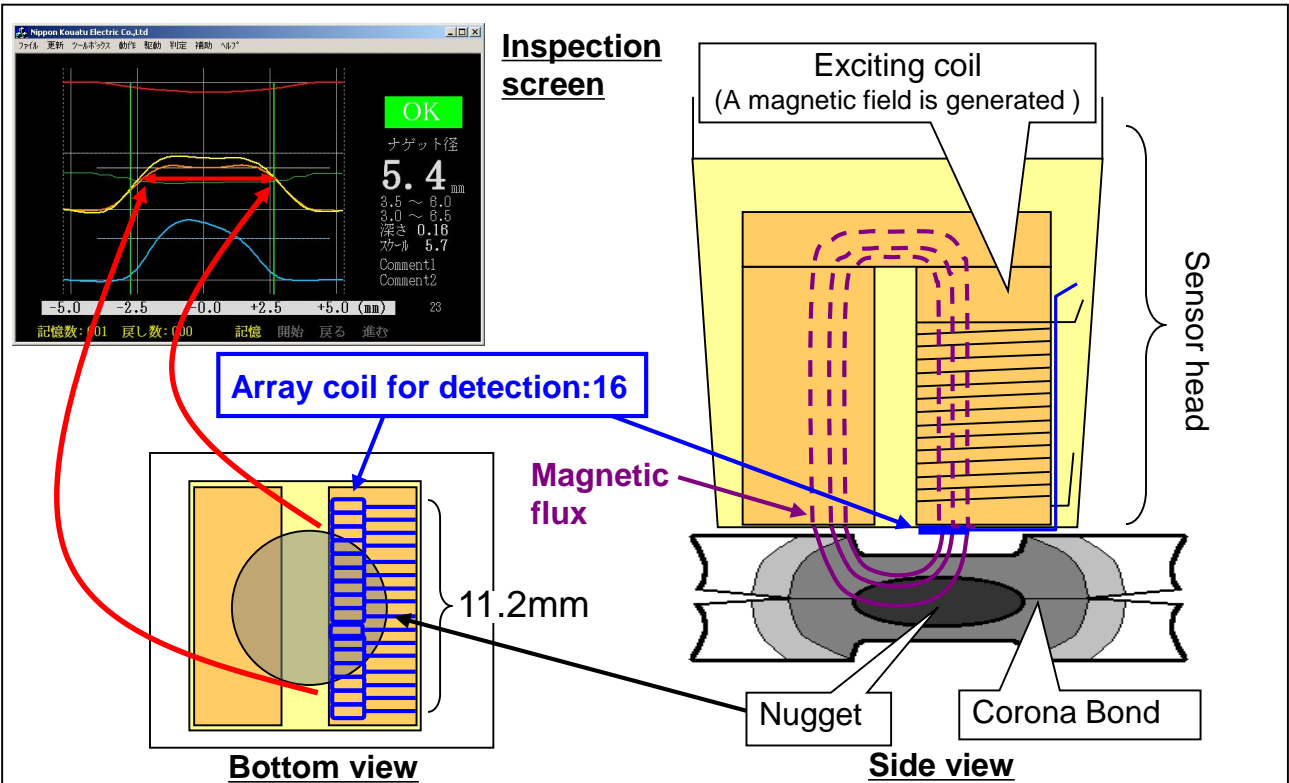 Nippon Kouatu Electric Co.,Ltd
ファイル 更新 ツールボックス 動作 駆動 判定 補助 ヘルプ
OK
ナゲット径
5.4 mm
3.5 ～ 6.0
3.0 ～ 6.5
深さ 0.16
スケール 5.7
Comment1
Comment2
-5.0 -2.5 -0.0 +2.5 +5.0 (mm) 23
記憶数:001 戻し数:000 記憶 開始 戻る 進む
Inspection
screen
Exciting coil
(A magnetic field is generated )
Sensor head
Array coil for detection:16
Magnetic
flux
11.2mm
Nugget
Corona Bond
Bottom view
Side view